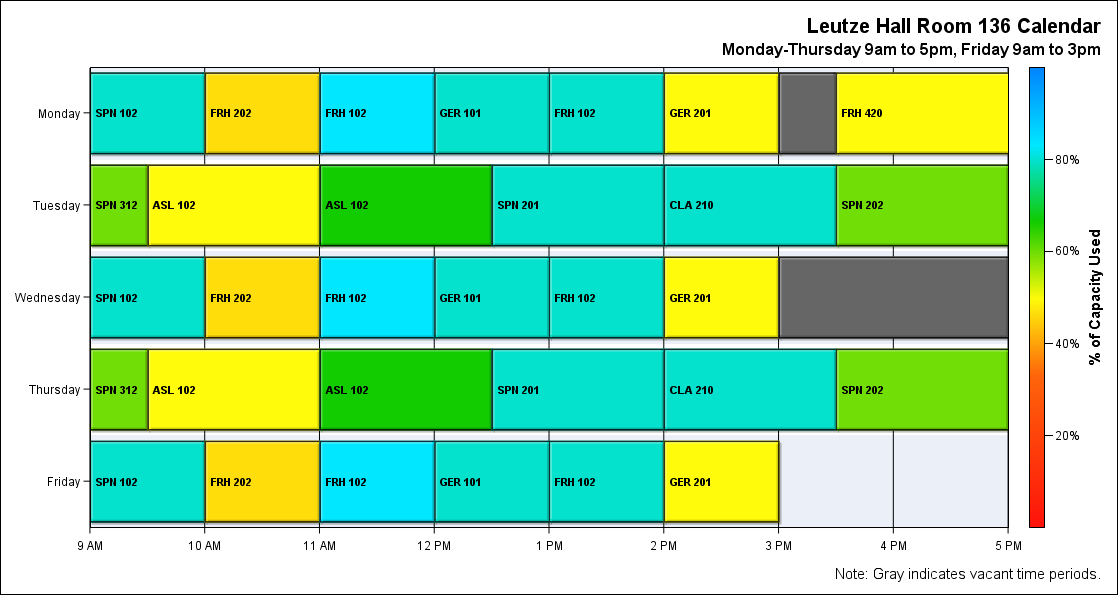 Leutze Hall Room 136 Calendar
Monday-Thursday 9am to 5pm, Friday 9am to 3pm
Monday
SPN 102
FRH 202
FRH 102
GER 101
FRH 102
GER 201
FRH 420
Tuesday
SPN 312
ASL 102
ASL 102
SPN 201
CLA 210
SPN 202
Wednesday
SPN 102
FRH 202
FRH 102
GER 101
FRH 102
GER 201
Thursday
SPN 312
ASL 102
ASL 102
SPN 201
CLA 210
SPN 202
Friday
SPN 102
FRH 202
FRH 102
GER 101
FRH 102
GER 201
9 AM
10 AM
11 AM
12 PM
1 PM
2 PM
3 PM
4 PM
5 PM
80%
60%
40%
20%
% of Capacity Used
Note: Gray indicates vacant time periods.